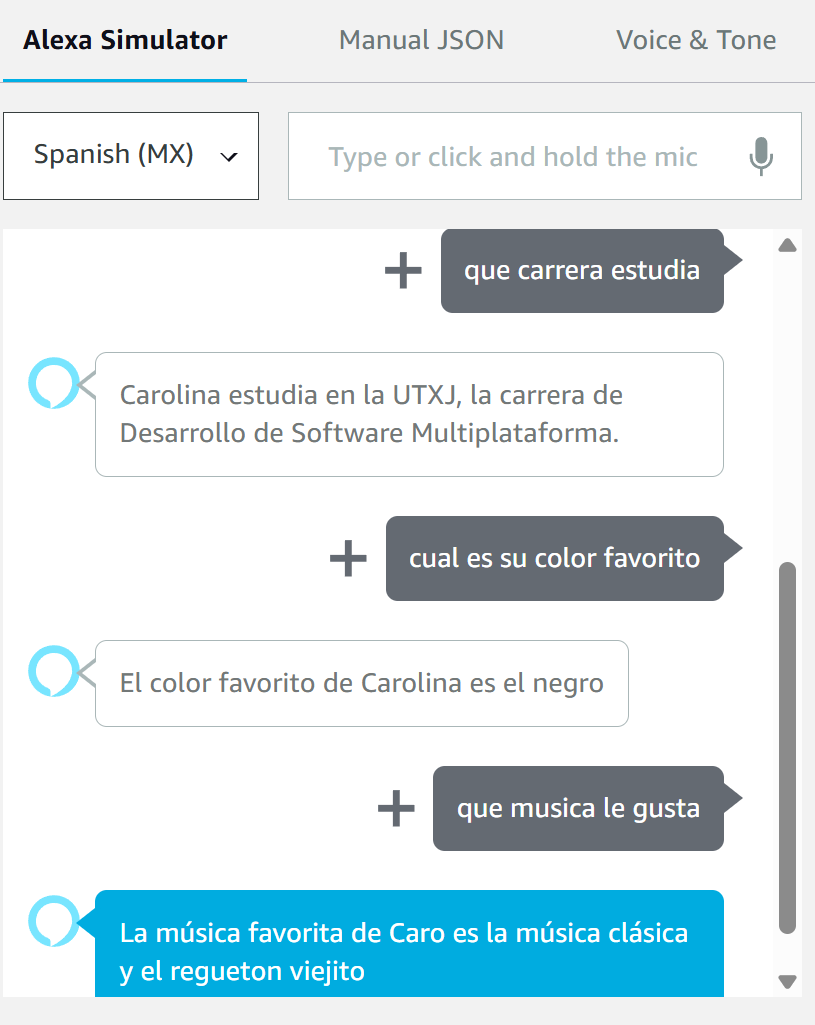 Alexa Simulator
Manual JSON
Voice & Tone
Spanish (MX)
Type or click and hold the mic
que carrera estudia
Carolina estudia en la UTXJ, la carrera de
Desarrollo de Software Multiplataforma.
cual es su color favorito
El color favorito de Carolina es el negro
que musica le gusta
La música favorita de Caro es la música clásica
y el regueton viejito